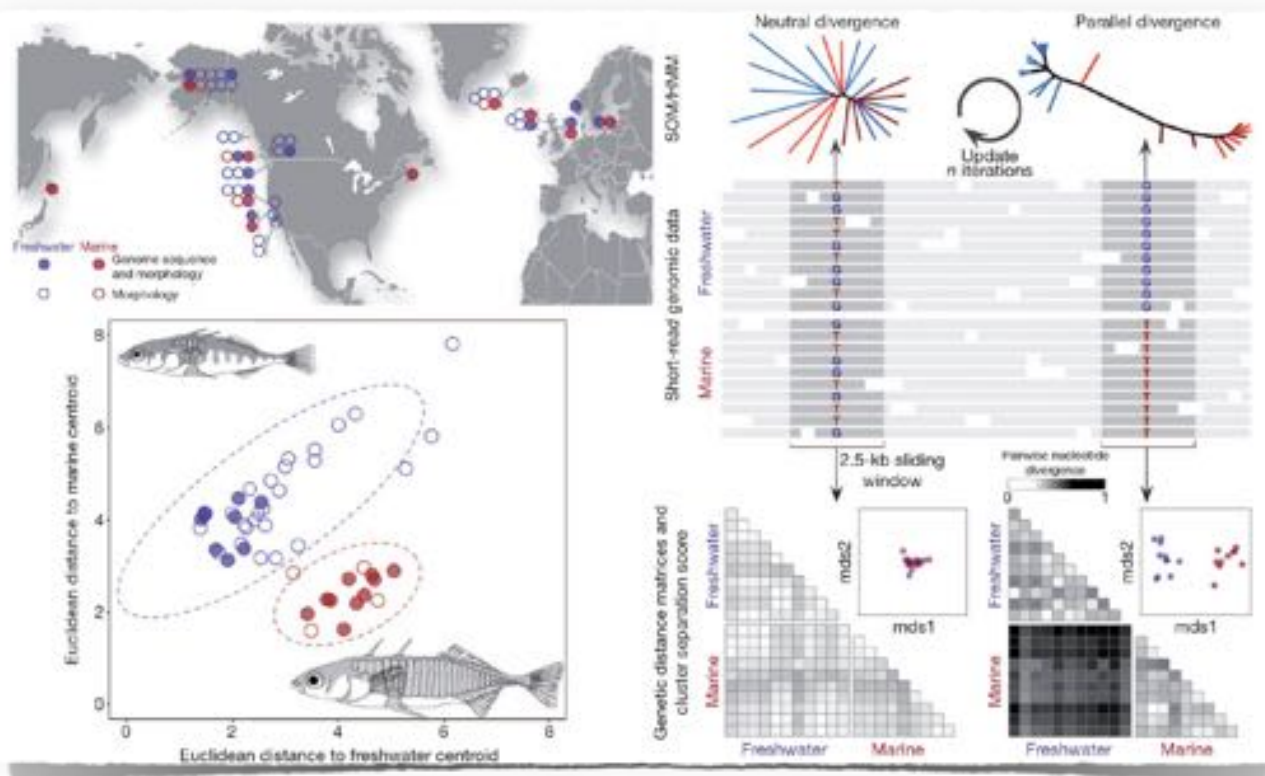 Freshwater Marine
Genome sequence
and morphology
Morphology
Euclidean distance to marine centroid
8
6
4
2
0
0 2 4 6 8
Euclidean distance to freshwater centroid
Neutral divergence
Parallel divergence
SOM/HMM
Update
n iterations
Short-read genomic data
Freshwater
Marine
2.5-kb sliding
window
Pairwise nucleotide
divergence
0 1
Genetic distance matrices and
cluster separation score
Freshwater
Marine
mds2
mds1
Freshwater
Marine
Freshwater
Marine
mds2
mds1
Freshwater
Marine